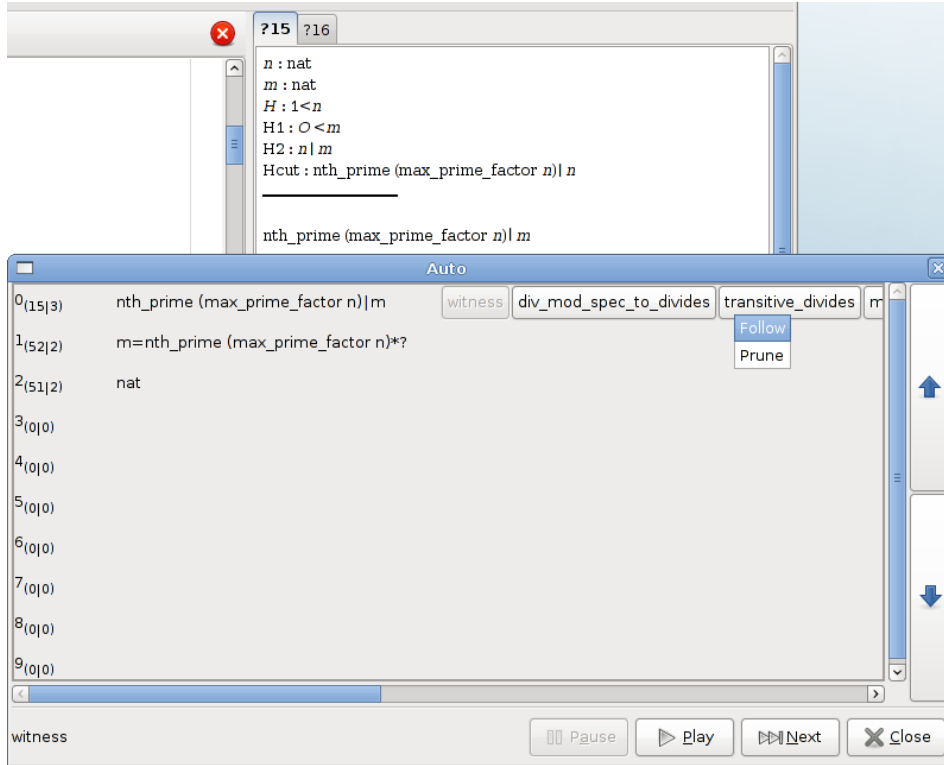 ?15 ?16
n : nat
m : nat
H : 1<n
H1 : O<m
H2 : n| m
Hcut : nth_prime (max_prime_factor n)| n
nth_prime (max_prime_factor n)| m
Auto
0(15|3) nth_prime (max_prime_factor n)|m witness div_mod_spec_to_divides transitive_divides m
Follow
1(52|2) m=nth_prime (max_prime_factor n)*?
Prune
2(51|2) nat
3(0|0)
4(0|0)
5(0|0)
6(0|0)
7(0|0)
8(0|0)
9(0|0)
witness Pause Play Next Close